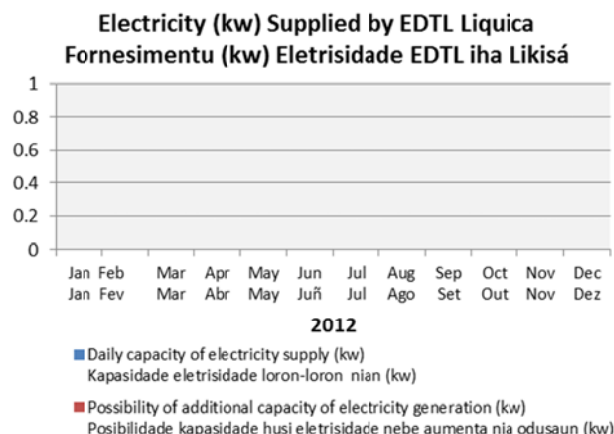 Electricity (kw) Supplied by EDTL Liquica
Fornesimentu (kw) Eletrisidade EDTL iha Likisá
1
0.8
0.6
0.4
0.2
0
Jan Feb Mar Apr May Jun Jul Aug Sep Oct Nov Dec
Jan Fev Mar Abr May Juñ Jul Ago Set Out Nov Dez
2012
Daily capacity of electricity supply (kw)
Kapasidade eletrisidade loron-loron nian (kw)
Possibility of additional capacity of electricity generation (kw)
Posibilidade kapasidade husi eletrisidade nebe aumenta nia odusaun (kw)